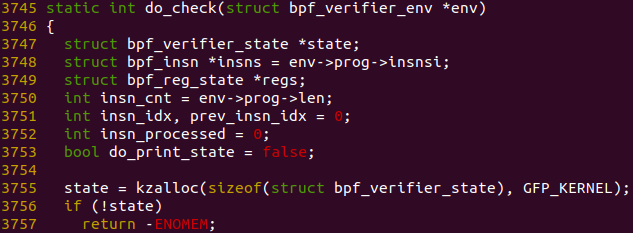 3745 static int do_check(struct bpf_verifier_env *env)
3746 {
3747   struct bpf_verifier_state *state;
3748   struct bpf_insn *insns = env->prog->insnsi;
3749   struct bpf_reg_state *regs;
3750   int insn_cnt = env->prog->len;
3751   int insn_idx, prev_insn_idx = 0;
3752   int insn_processed = 0;
3753   bool do_print_state = false;
3754
3755   state = kzalloc(sizeof(struct bpf_verifier_state), GFP_KERNEL);
3756   if (!state)
3757     return -ENOMEM;